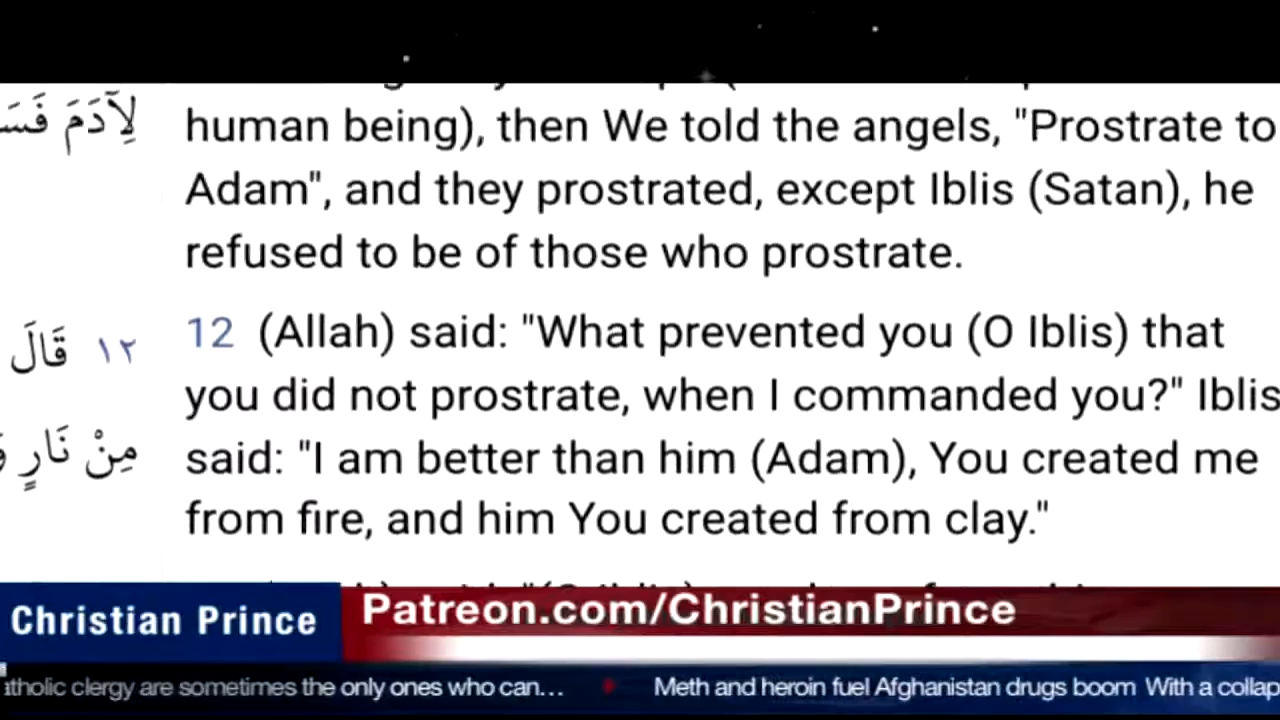 human being), then We told the angels, "Prostrate to
Adam", and they prostrated, except Iblis (Satan), he
refused to be of those who prostrate.
12 (Allah) said: "What prevented you (O Iblis) that
you did not prostrate, when I commanded you?" Iblis
said: "I am better than him (Adam), You created me
from fire, and him You created from clay."
لِآدَمَ
١٢ قَالَ
مِنْ نَارٍ
Christian Prince
Patreon.com/ChristianPrince
atholic clergy are sometimes the only ones who can… Meth and heroin fuel Afghanistan drugs boom With a collap